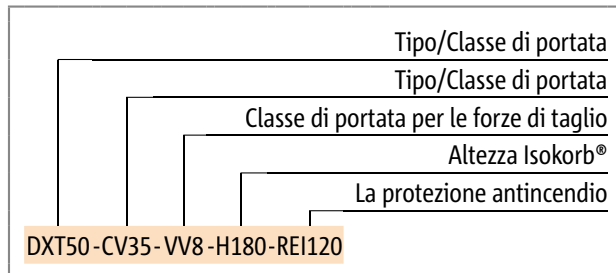 Tipo/Classe di portata
Tipo/Classe di portata
Classe di portata per le forze di taglio
Altezza Isokorb®
La protezione antincendio
DXT50-CV35-VV8-H180-REI120